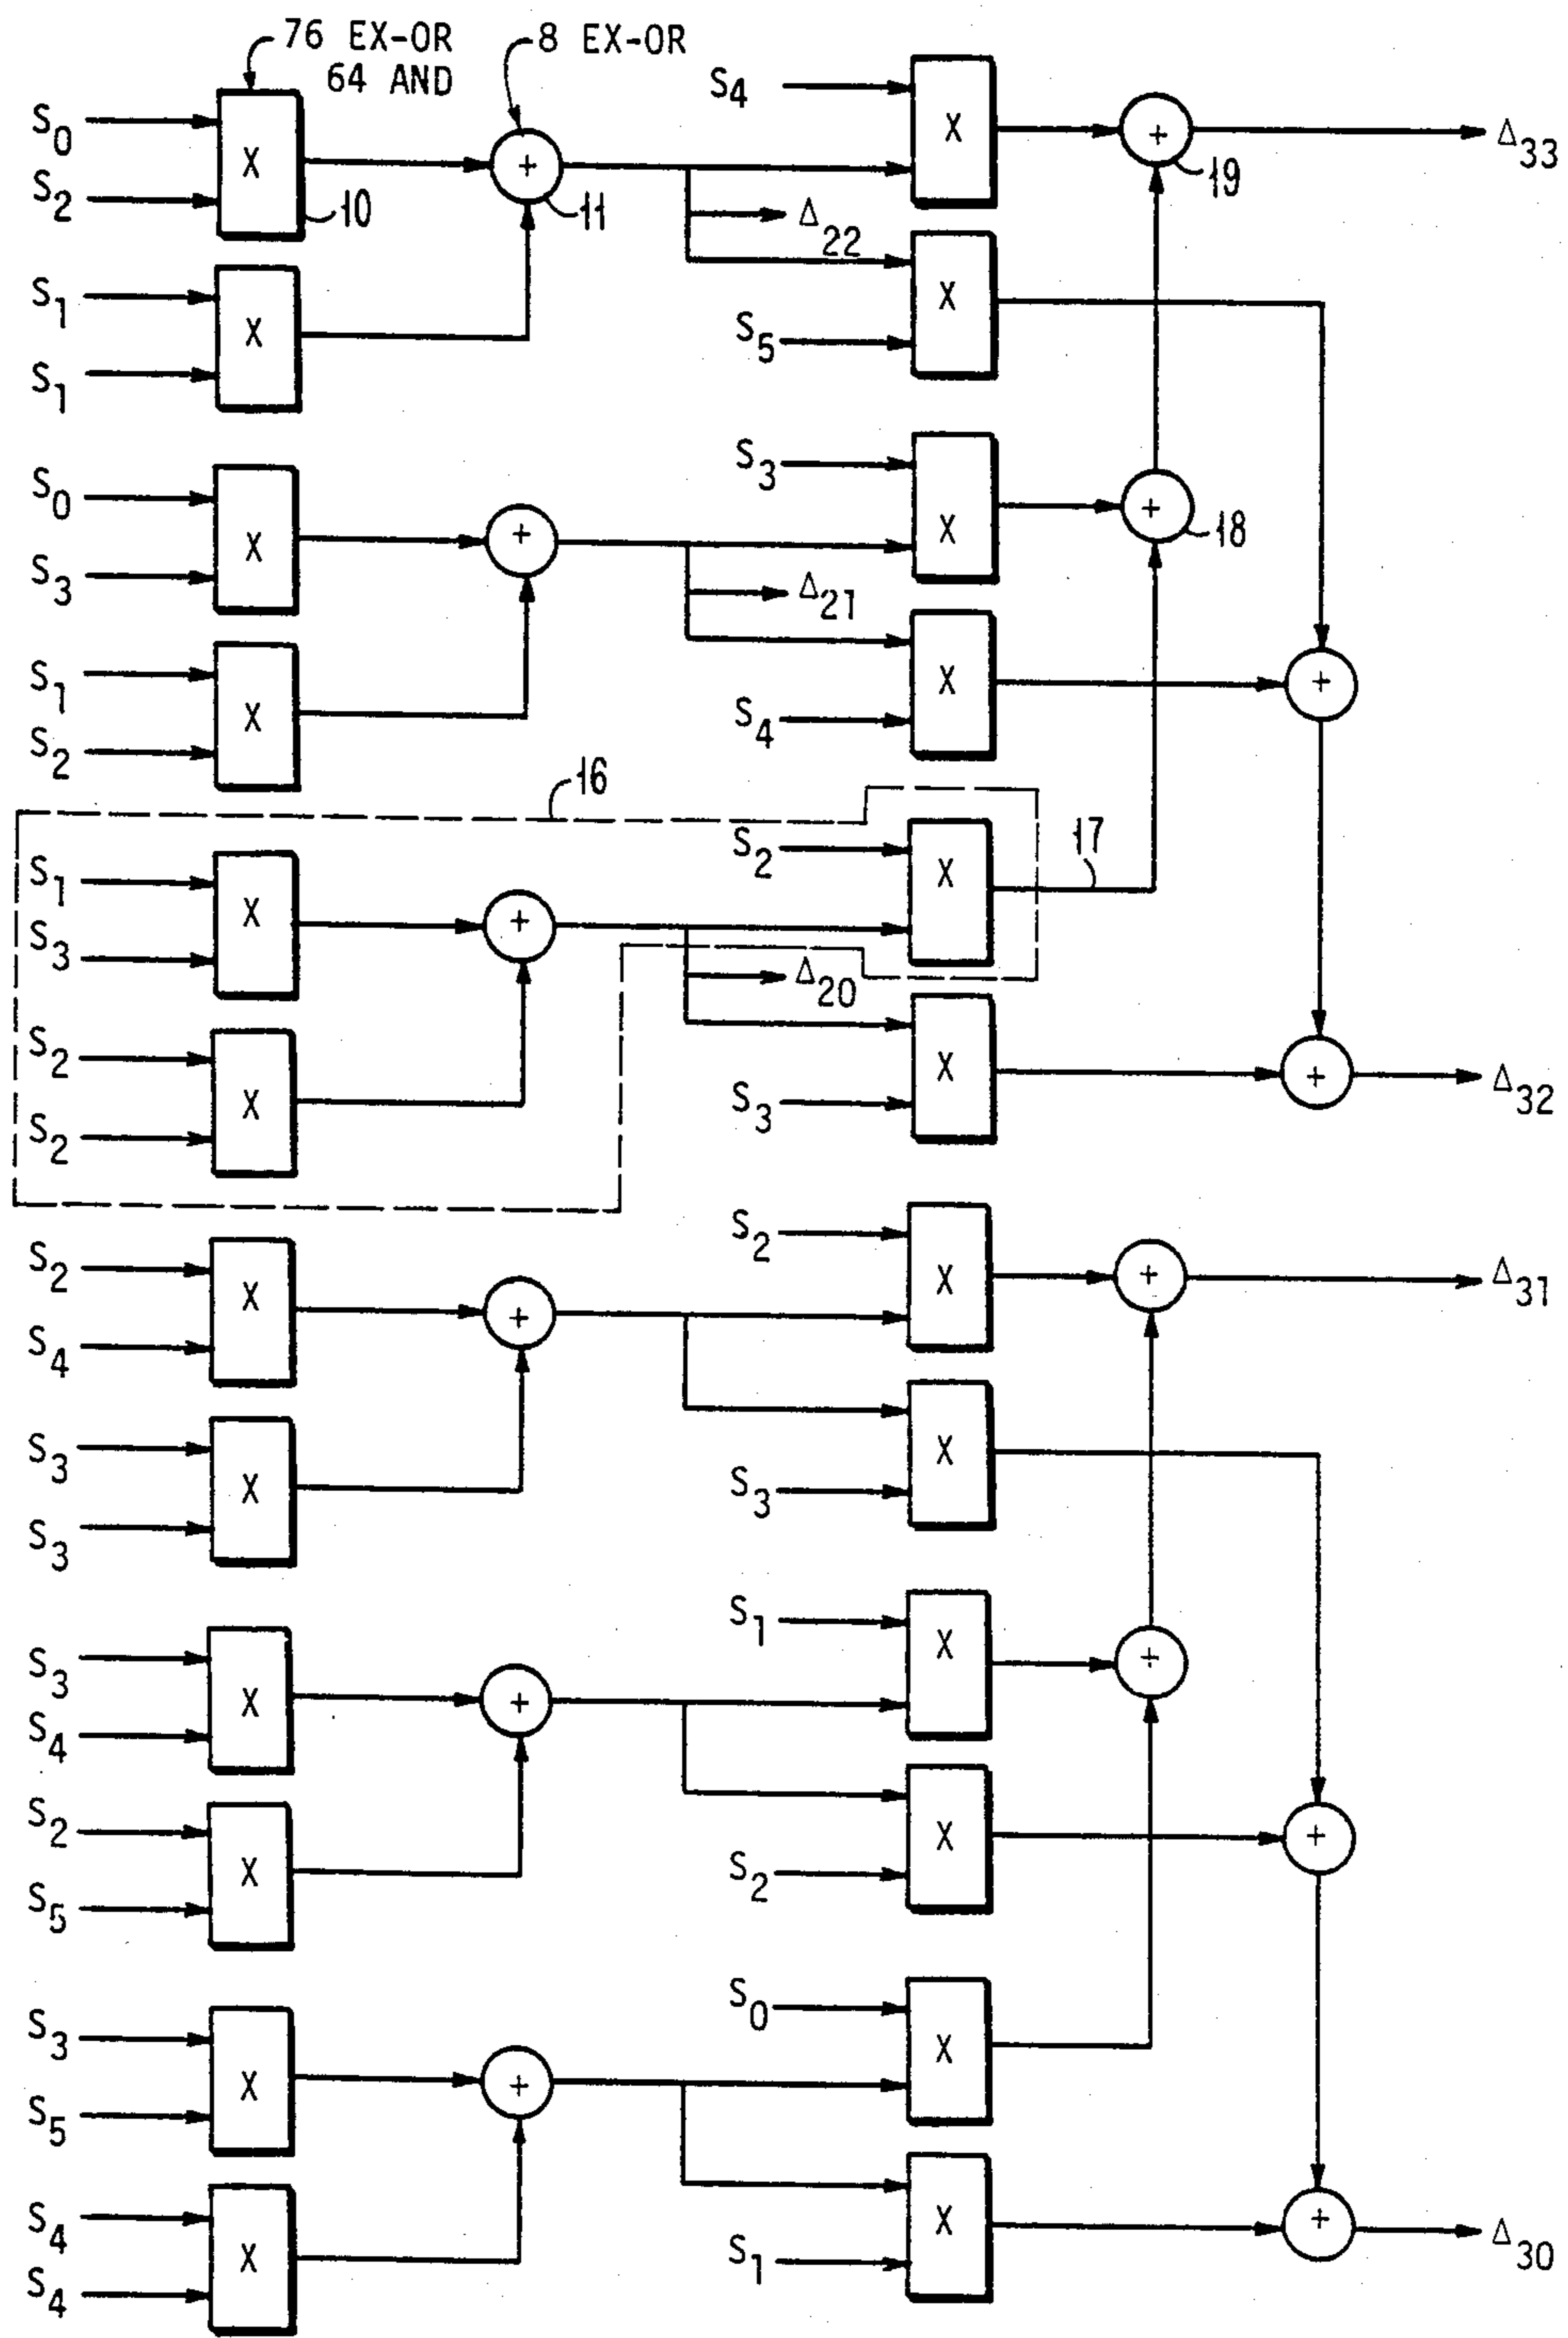 76 EX-OR
64 AND
8 EX-OR
S0
S2
X
10
+
11
S4
X
+
19
Δ33
Δ22
S1
S1
X
S5
X
S0
S3
X
+
S3
X
+
18
Δ21
S1
S2
X
S4
X
+
16
S1
S3
X
+
S2
X
17
Δ20
S2
S2
X
S3
X
+
Δ32
S2
S4
X
+
S2
X
+
Δ31
S3
S3
X
S3
X
S3
S4
X
+
S1
X
+
S2
S5
X
S2
X
+
S3
S5
X
+
S0
X
S4
S4
X
S1
X
+
Δ30